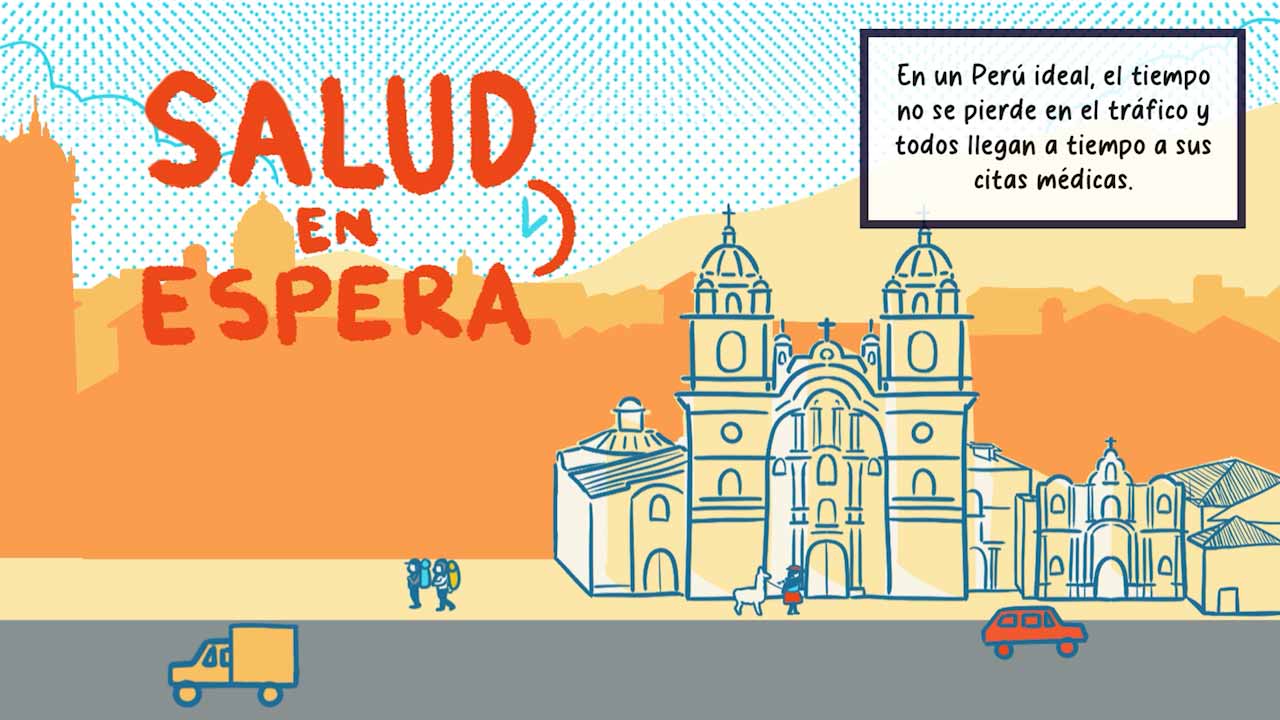 SALUD
EN
ESPERA
En un Perú ideal, el tiempo
no se pierde en el tráfico y
todos llegan a tiempo a sus
citas médicas.